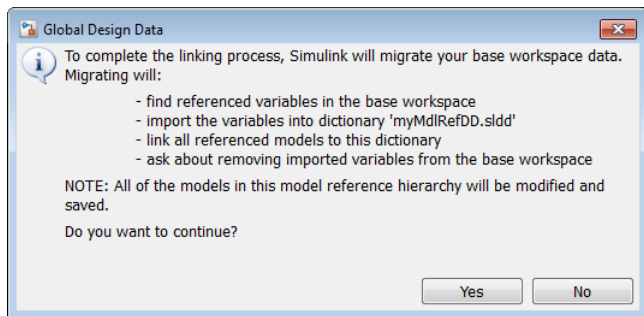 Global Design Data
To complete the linking process, Simulink will migrate your base workspace data.
Migrating will:
- find referenced variables in the base workspace
- import the variables into dictionary 'myMdlRefDD.sldd'
- link all referenced models to this dictionary
- ask about removing imported variables from the base workspace
NOTE: All of the models in this model reference hierarchy will be modified and
saved.
Do you want to continue?
Yes No